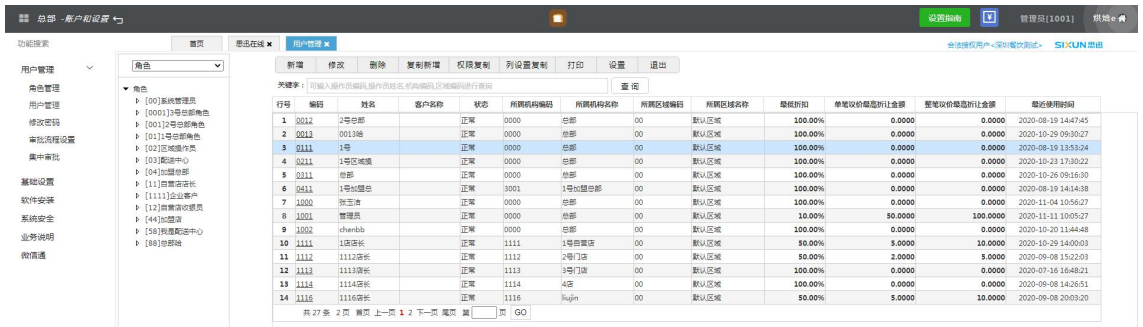 总部 -账户和设置
设置指南 ¥ 管理员[1001] 烘焙e
功能搜索 首页 思迅在线 × 用户管理 × 合法授权用户<深圳餐饮测试> SIXUN思迅
用户管理
角色管理
用户管理
修改密码
审批流程设置
集中审批
基础设置
软件安装
系统安全
业务说明
微信通
角色
角色
[00]系统管理员
[0001]3号总部角色
[001]2号总部角色
[01]1号总部角色
[02]区域操作员
[03]配送中心
[04]加盟总部
[11]自营店店长
[1111]企业客户
[12]自营店收银员
[44]加盟店
[58]我是配送中心
[88]总部哈
新增 修改 删除 复制新增 权限复制 列设置复制 打印 设置 退出
关键字: 可输入操作员编码,操作员姓名,机构编码,区域编码进行查询 查询
行号 编码 姓名 客户名称 状态 所属机构编码 所属机构名称 所属区域编码 所属区域名称 最低折扣 单笔议价最高折让金额 整笔议价最高折让金额 最近使用时间
1 0012 2号总部 正常 0000 总部 00 默认区域 100.00% 0.0000 0.0000 2020-08-19 14:47:45
2 0013 0013哈 正常 0000 总部 00 默认区域 100.00% 0.0000 0.0000 2020-10-29 09:30:27
3 0111 1号 正常 0000 总部 00 默认区域 100.00% 0.0000 0.0000 2020-08-19 13:53:24
4 0211 1号区域操 正常 0000 总部 00 默认区域 100.00% 0.0000 0.0000 2020-10-23 17:30:22
5 0311 总部 正常 0000 总部 00 默认区域 100.00% 0.0000 0.0000 2020-10-26 09:16:30
6 0411 1号加盟总 正常 3001 1号加盟总部 00 默认区域 100.00% 0.0000 0.0000 2020-08-19 14:14:38
7 1000 张玉洁 正常 0000 总部 00 默认区域 100.00% 0.0000 0.0000 2020-11-04 10:56:27
8 1001 管理员 正常 0000 总部 00 默认区域 10.00% 50.0000 100.0000 2020-11-11 10:05:27
9 1002 chenbb 正常 0000 总部 00 默认区域 100.00% 0.0000 0.0000 2020-10-20 11:44:48
10 1111 1店店长 正常 1111 1号自营店 00 默认区域 50.00% 5.0000 10.0000 2020-10-29 14:00:03
11 1112 1112店长 正常 1112 2号门店 00 默认区域 50.00% 2.0000 5.0000 2020-09-08 15:22:03
12 1113 1113店长 正常 1113 3号门店 00 默认区域 100.00% 0.0000 0.0000 2020-07-16 16:48:21
13 1114 1114店长 正常 1114 4店 00 默认区域 100.00% 0.0000 0.0000 2020-09-08 14:26:51
14 1116 1116店长 正常 1116 liujin 00 默认区域 50.00% 5.0000 10.0000 2020-09-08 20:03:20
共 27 条 2 页 首页 上一页 1 2 下一页 尾页 第 页 GO